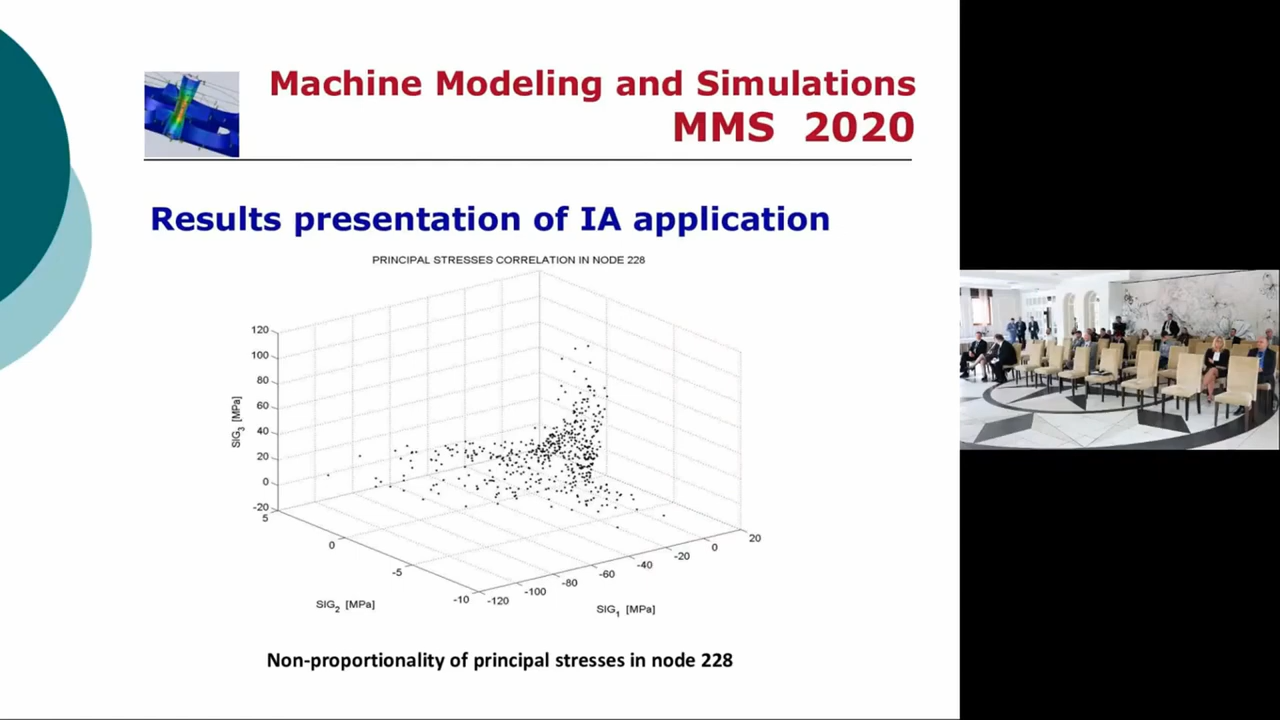 Machine Modeling and Simulations
MMS 2020
Results presentation of IA application
PRINCIPAL STRESSES CORRELATION IN NODE 228
120
100
80
60
40
20
0
-20
SIG3 [MPa]
5
0
-5
-10
SIG2 [MPa]
-120
-100
-80
-60
-40
-20
0
20
SIG1 [MPa]
Non-proportionality of principal stresses in node 228